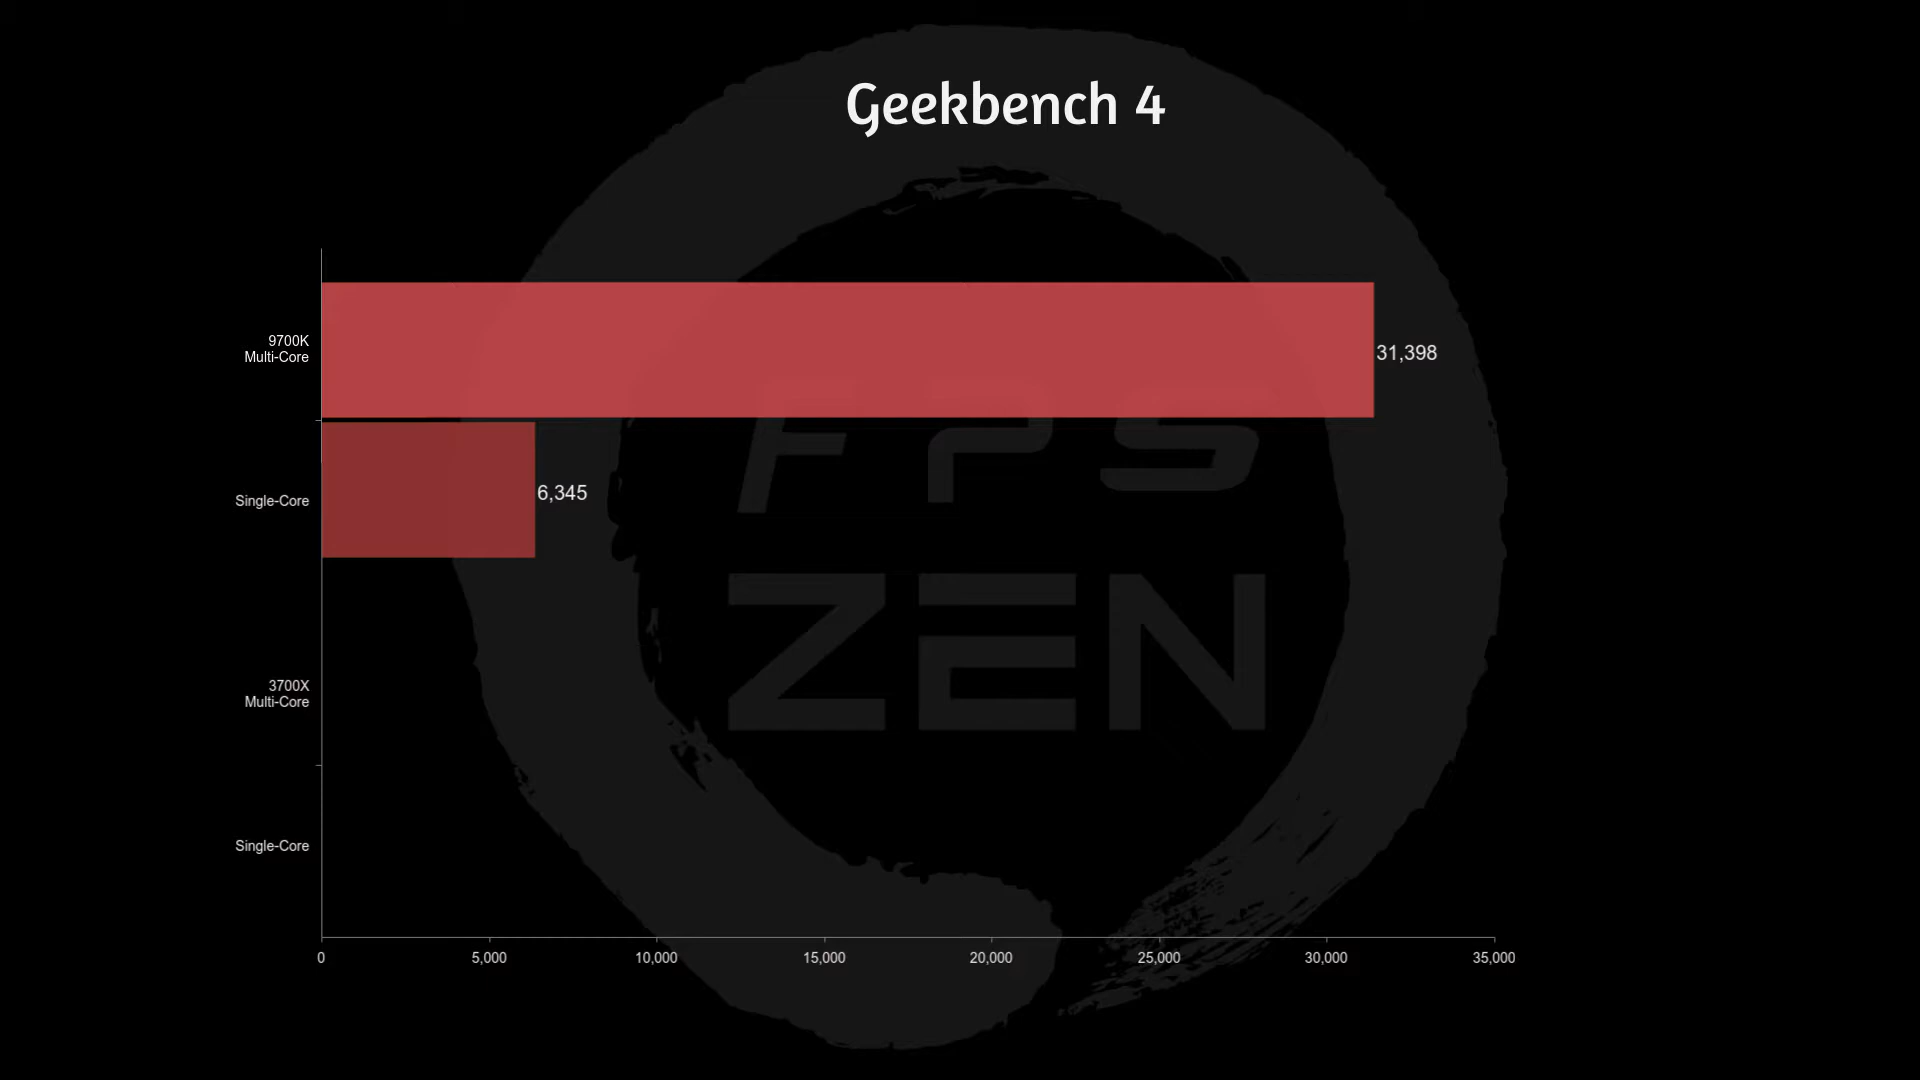 Geekbench 4
9700K
Multi-Core
31,398
Single-Core
6,345
FPS
ZEN
3700X
Multi-Core
Single-Core
0 5,000 10,000 15,000 20,000 25,000 30,000 35,000